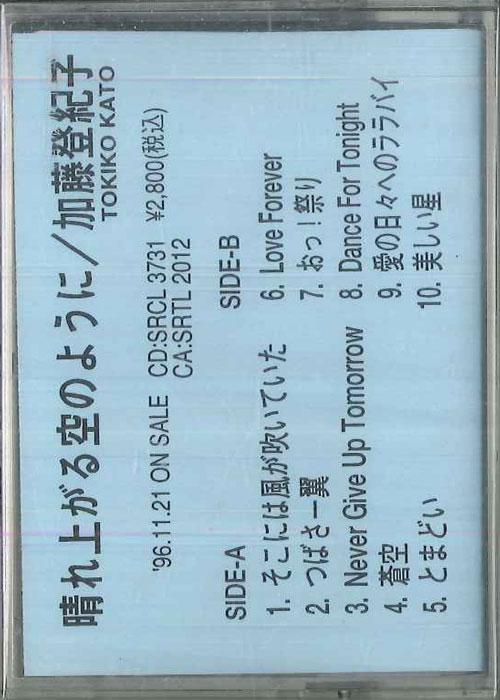 晴れ上がる空のように／加藤登紀子
TOKIKO KATO
'96.11.21 ON SALE CD:SRCL 3731 ¥2,800(税込)
CA:SRTL 2012
SIDE-A
1. そこには風が吹いていた
2. つばさー翼
3. Never Give Up Tomorrow
4. 蒼空
5. とまどい
SIDE-B
6. Love Forever
7. おっ！祭り
8. Dance For Tonight
9. 愛の日々へのララバイ
10. 美しい星